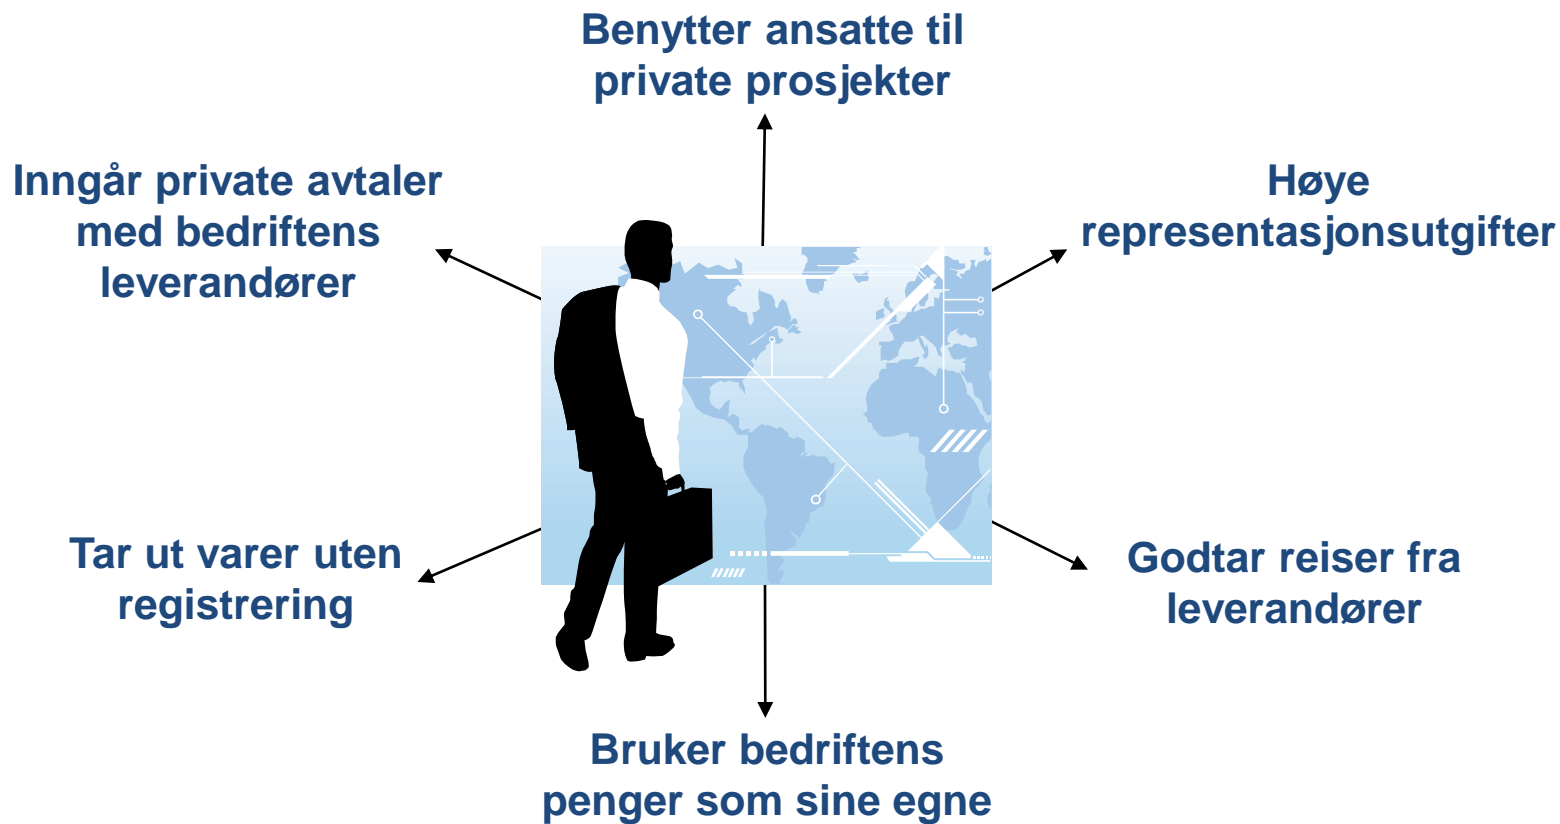 Benytter ansatte til
private prosjekter
Inngår private avtaler
med bedriftens
leverandører
Høye
representasjonsutgifter
Tar ut varer uten
registrering
Godtar reiser fra
leverandører
Bruker bedriftens
penger som sine egne